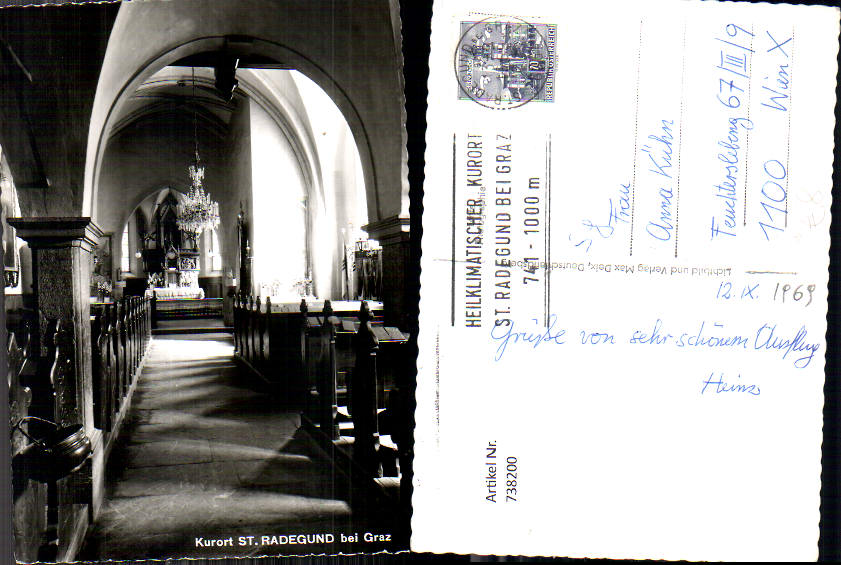 Kurort ST. RADEGUND bei Graz
REPUBLIK ÖSTERREICH
HEILKLIMATISCHER KURORT
ST. RADEGUND BEI GRAZ
741 - 1000 m
Frau
Anna Kühn
67/III/9
1100 Wien X
Lichtbild und Verlag Max Deix, Deutschlandsberg
12.IX. 1969
Grüße von sehr schönem Ausflug
Heinz
Artikel Nr.
738200